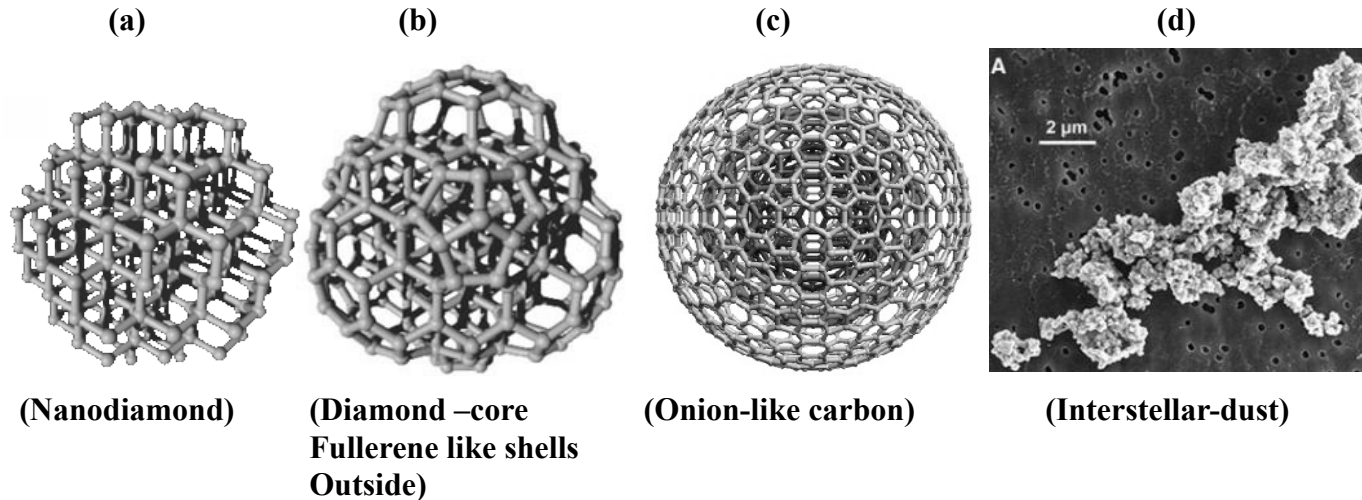 (a) (b) (c) (d)
A
2 µm
(Nanodiamond) (Diamond –core (Onion-like carbon) (Interstellar-dust)
Fullerene like shells
Outside)